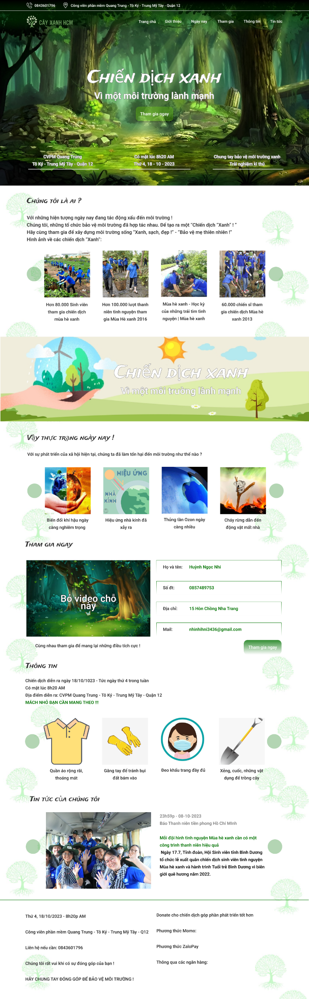 0843601796
Công viên phần mềm Quang Trung - Tô Ký - Trung Mỹ Tây - Quận 12
CÂY XANH HCM
Trang chủ
Giới thiệu
Ngày nay
Tham gia
Thông tin
Tin tức
CHIẾN DỊCH XANH
Vì một môi trường lành mạnh
Tham gia ngay
CVPM Quang Trung
Tô Ký - Trung Mỹ Tây - Quận 12
Có mặt lúc 8h20 AM
Thứ 4, 18 - 10 - 2023
Chung tay bảo vệ môi trường xanh
Trải nghiệm kì thú
CHÚNG TÔI LÀ AI ?
Với những hiện tượng ngày nay đang tác động xấu đến môi trường !
Chúng tôi, những tổ chức bảo vệ môi trường đã hợp tác nhau. Để tạo ra một "Chiến dịch “Xanh” ! ”
Hãy cùng tham gia để xây dựng môi trường sống “Xanh, sạch, đẹp !” - “Bảo vệ mẹ thiên nhiên !”
Hình ảnh về các chiến dịch “Xanh”:
Hơn 80.000 Sinh viên
tham gia chiến dịch
mùa hè xanh
Hơn 100.000 lượt thanh
niên tình nguyện tham
gia Mùa Hè xanh 2016
Mùa hè xanh - Học kỳ
của những trái tim tình
nguyện | Mùa hè xanh
60.000 chiến sĩ tham
gia chiến dịch Mùa hè
xanh 2013
CHIẾN DỊCH XANH
Vì một môi trường lành mạnh
VẬY THỰC TRẠNG NGÀY NAY !
Với sự phát triển của xã hội hiện tại, chúng ta đã làm tổn hại đến môi trường như thế nào ?
HIỆU ỨNG
NHÀ
KÍNH
Biến đổi khí hậu ngày
càng nghiêm trọng
Hiệu ứng nhà kính đã
xảy ra
Thủng tần Ozon ngày
càng nhiều
Cháy rừng dẫn đến
động vật mất nhà
THAM GIA NGAY
Bỏ video chỗ
này
Họ và tên: Huỳnh Ngọc Nhi
Số đt: 0857489753
Địa chỉ: 15 Hòn Chồng Nha Trang
Mail: nhinhihni3436@gmail.com
Cùng nhau tham gia để mang lại những điều tích cực !
Tham gia ngay
THÔNG TIN
Chiến dịch diễn ra ngày 18/10/1023 - Tức ngày thứ 4 trong tuần
Có mặt lúc 8h20 AM
Địa điểm diễn ra: CVPM Quang Trung - Tô Ký - Trung Mỹ Tây - Quận 12
MÁCH NHỎ BẠN CẦN MANG THEO !!!
Quần áo rộng rãi,
thoáng mát
Găng tay để tránh bụi
đất bám vào
Đeo khẩu trang đầy đủ
Xẻng, cuốc, những vật
dụng để trồng cây
TIN TỨC CỦA CHÚNG TÔI
23h59p - 08-10-2023
Báo Thanh niên tiền phong Hồ Chí MInh
Mỗi đội hình tình nguyện Mùa hè xanh cần có một
công trình thanh niên hiệu quả
Ngày 17.7, Tỉnh đoàn, Hội Sinh viên tỉnh Bình Dương
tổ chức lễ xuất quân chiến dịch sinh viên tình nguyện
Mùa hè xanh và hành trình Tuổi trẻ Bình Dương vì biên
giới quê hương năm 2022.
Thứ 4, 18/10/2023 - 8h20p AM
Công viên phần mềm Quang Trung - Tô Ký - Trung Mỹ Tây - Q12
Liên hệ nếu cần: 0843601796
Chúng tôi rất vui khi có sự đóng góp của bạn !
HÃY CHUNG TAY ĐÓNG GÓP ĐỂ BẢO VỆ MÔI TRƯỜNG !
Donate cho chiến dịch góp phần phát triển tốt hơn
Phương thức Momo:
Phương thức ZaloPay
Thông qua các ngân hàng: